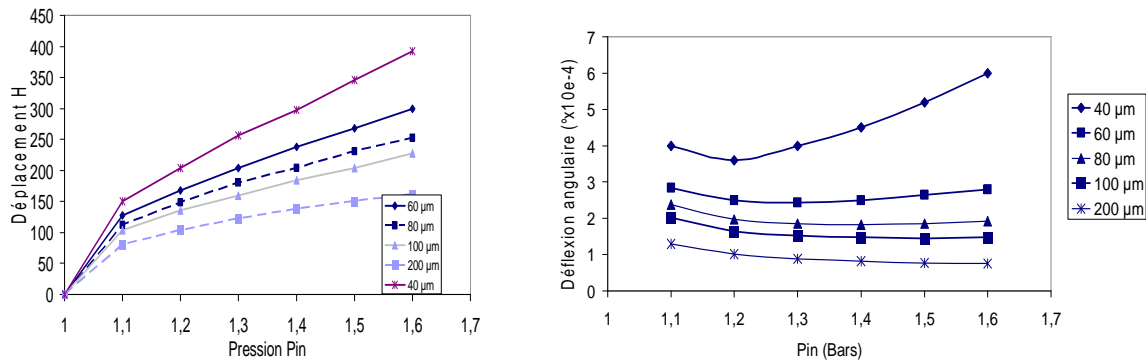 Déplacement H
450
400
350
300
250
200
150
100
50
0
1 1,1 1,2 1,3 1,4 1,5 1,6 1,7
Pression Pin
60 µm
80 µm
100 µm
200 µm
40 µm
Déflexion angulaire (°x10e-4)
7
6
5
4
3
2
1
0
1 1,1 1,2 1,3 1,4 1,5 1,6 1,7
Pin (Bars)
40 µm
60 µm
80 µm
100 µm
200 µm